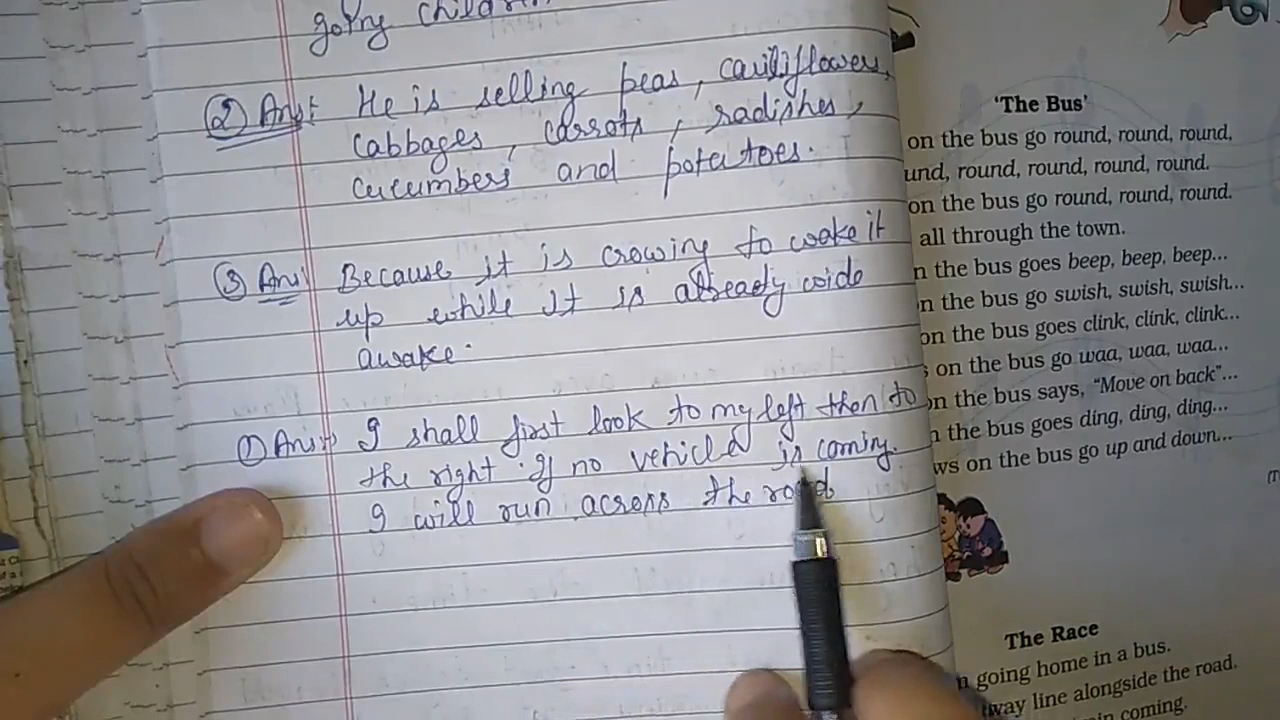 going children
② Ans: He is selling peas, cauliflowers,
cabbages, carrots, radishes,
cucumbers and potatoes.
③ Ans: Because it is crowing to wake it
up while it is already wide
awake.
① Ans: I shall first look to my left then to
the right. If no vehicle is coming.
I will run across the road
'The Bus'
on the bus go round, round, round,
und, round, round, round, round.
on the bus go round, round, round.
all through the town.
n the bus goes beep, beep, beep...
n the bus go swish, swish, swish...
on the bus goes clink, clink, clink...
s on the bus go waa, waa, waa...
on the bus says, "Move on back"...
n the bus goes ding, ding, ding...
ws on the bus go up and down...
The Race
n going home in a bus.
way line alongside the road.
in coming.